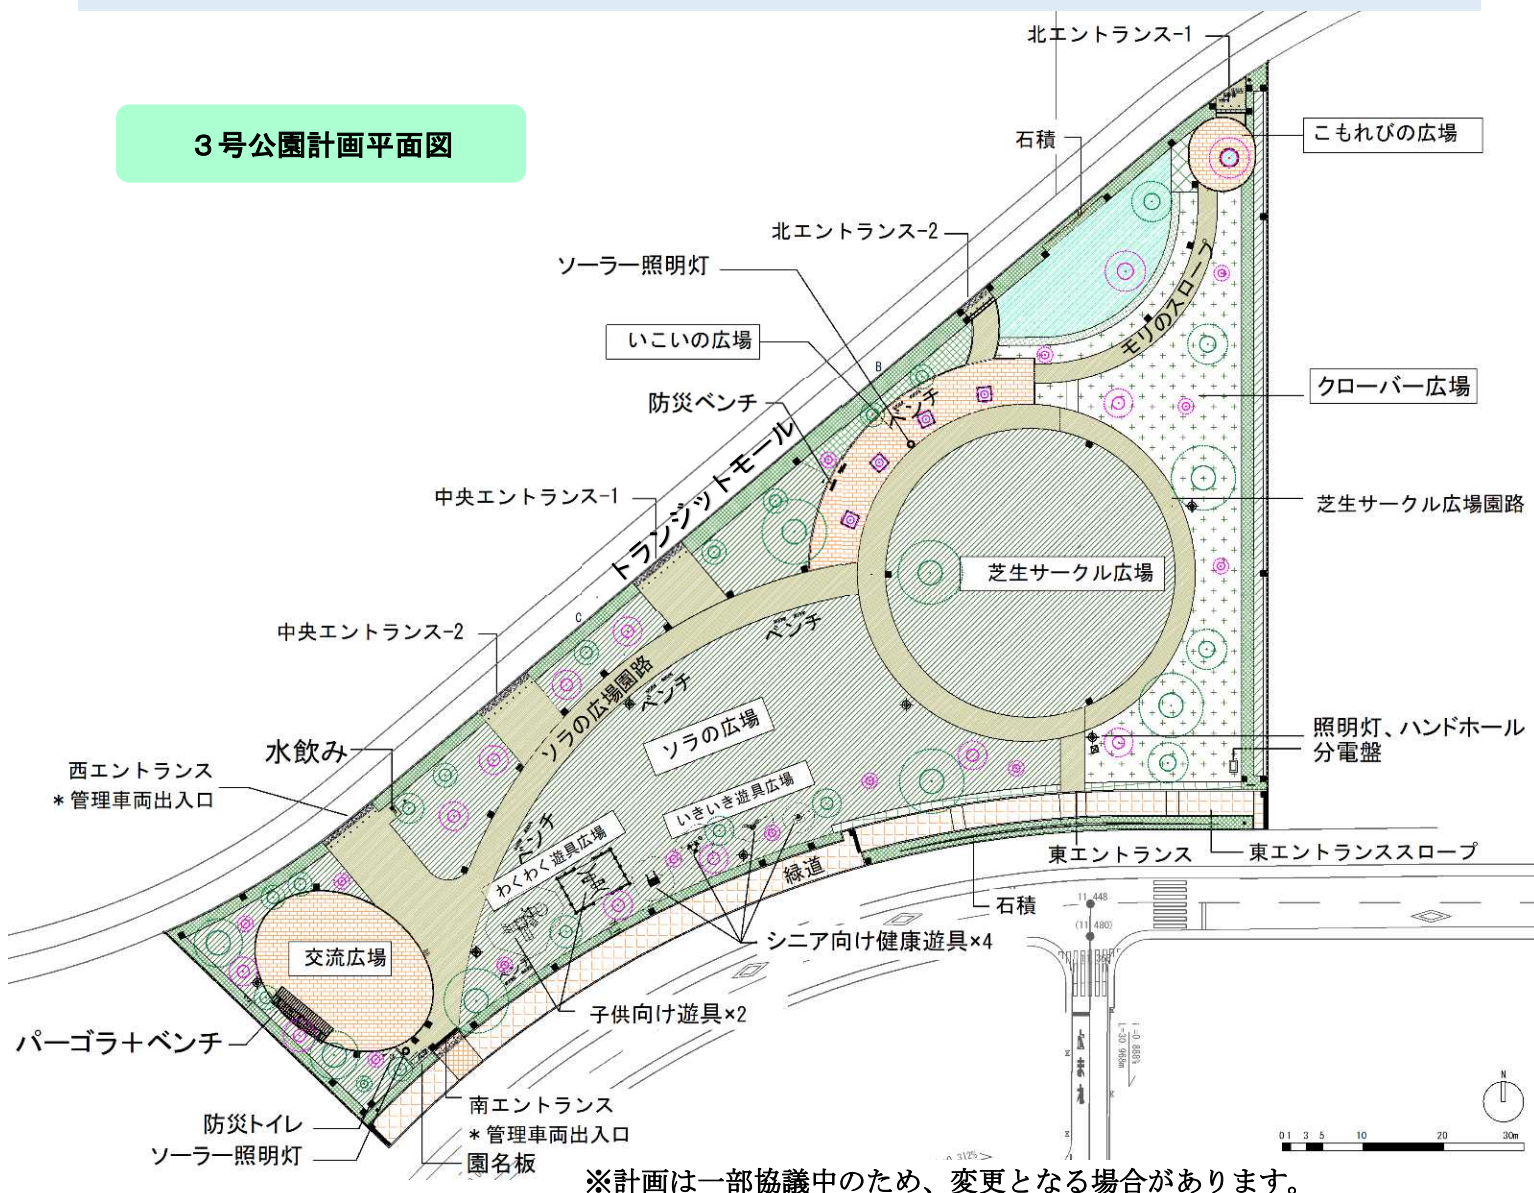 ３号公園計画平面図
北エントランス-1
こもれびの広場
石積
北エントランス-2
ソーラー照明灯
モリのスロープ
いこいの広場
B
クローバー広場
防災ベンチ
ベンチ
トランジットモール
中央エントランス-1
芝生サークル広場園路
芝生サークル広場
C
中央エントランス-2
ベンチ
ソラの広場園路
ベンチ
ソラの広場
照明灯、ハンドホール
分電盤
水飲み
西エントランス
＊管理車両出入口
いきいき遊具広場
ベンチ
わくわく遊具広場
緑道
東エントランス
東エントランススロープ
石積
11.448
(11.480)
シニア向け健康遊具×4
交流広場
ベンチ
子供向け遊具×2
パーゴラ＋ベンチ
防災トイレ
ソーラー照明灯
南エントランス
＊管理車両出入口
園名板
N
0 1 3 5 10 20 30m
※計画は一部協議中のため、変更となる場合があります。